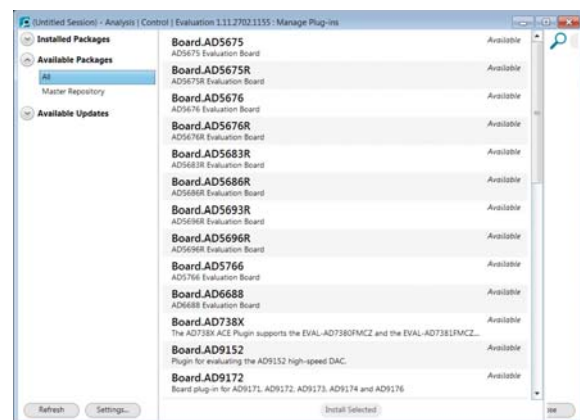 (Untitled Session) - Analysis | Control | Evaluation 1.11.2702.1155 : Manage Plug-ins
Installed Packages
Available Packages
All
Master Repository
Available Updates
Board.AD5675
Available
AD5675 Evaluation Board
Board.AD5675R
Available
AD5675R Evaluation Board
Board.AD5676
Available
AD5676 Evaluation Board
Board.AD5676R
Available
AD5676R Evaluation Board
Board.AD5683R
Available
AD5683R Evaluation Board
Board.AD5686R
Available
AD5686R Evaluation Board
Board.AD5693R
Available
AD5696R Evaluation Board
Board.AD5696R
Available
AD5696R Evaluation Board
Board.AD5766
Available
AD5766 Evaluation Board
Board.AD6688
Available
AD6688 Evaluation Board
Board.AD738X
Available
The AD738X ACE Plugin supports the EVAL-AD7380FMCZ and the EVAL-AD7381FMCZ...
Board.AD9152
Available
Plugin for evaluating the AD9152 high-speed DAC.
Board.AD9172
Available
Board plug-in for AD9171, AD9172, AD9173, AD9174 and AD9176
Refresh
Settings...
Install Selected